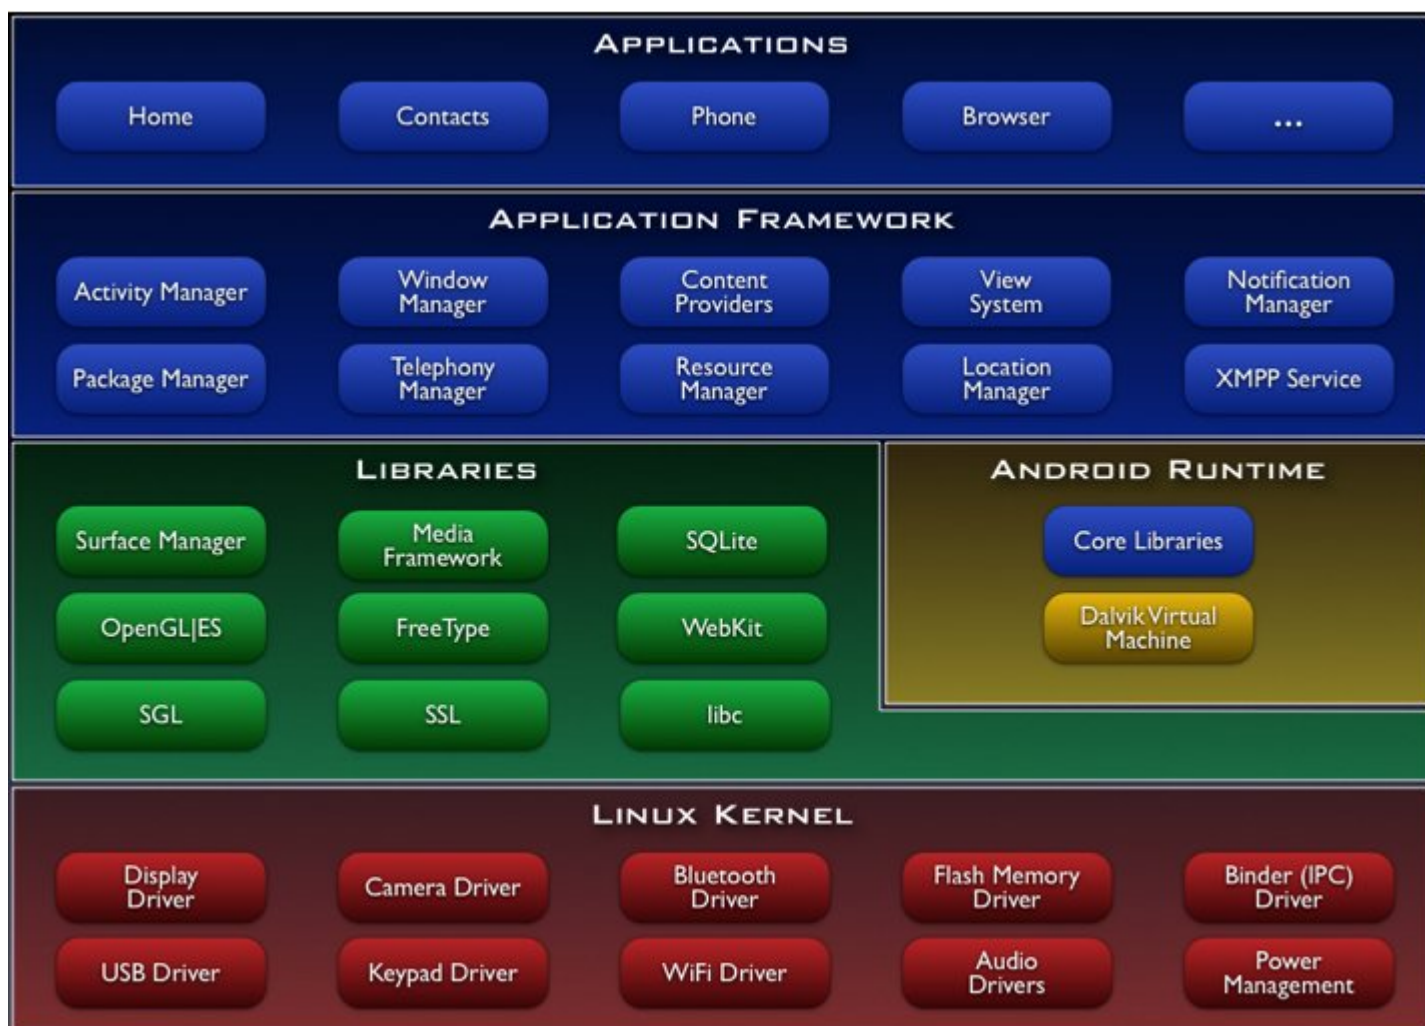 APPLICATIONS
Home
Contacts
Phone
Browser
...
APPLICATION FRAMEWORK
Activity Manager
Window
Manager
Content
Providers
View
System
Notification
Manager
Package Manager
Telephony
Manager
Resource
Manager
Location
Manager
XMPP Service
LIBRARIES
Surface Manager
Media
Framework
SQLite
OpenGL|ES
FreeType
WebKit
SGL
SSL
libc
ANDROID RUNTIME
Core Libraries
Dalvik Virtual
Machine
LINUX KERNEL
Display
Driver
Camera Driver
Bluetooth
Driver
Flash Memory
Driver
Binder (IPC)
Driver
USB Driver
Keypad Driver
WiFi Driver
Audio
Drivers
Power
Management